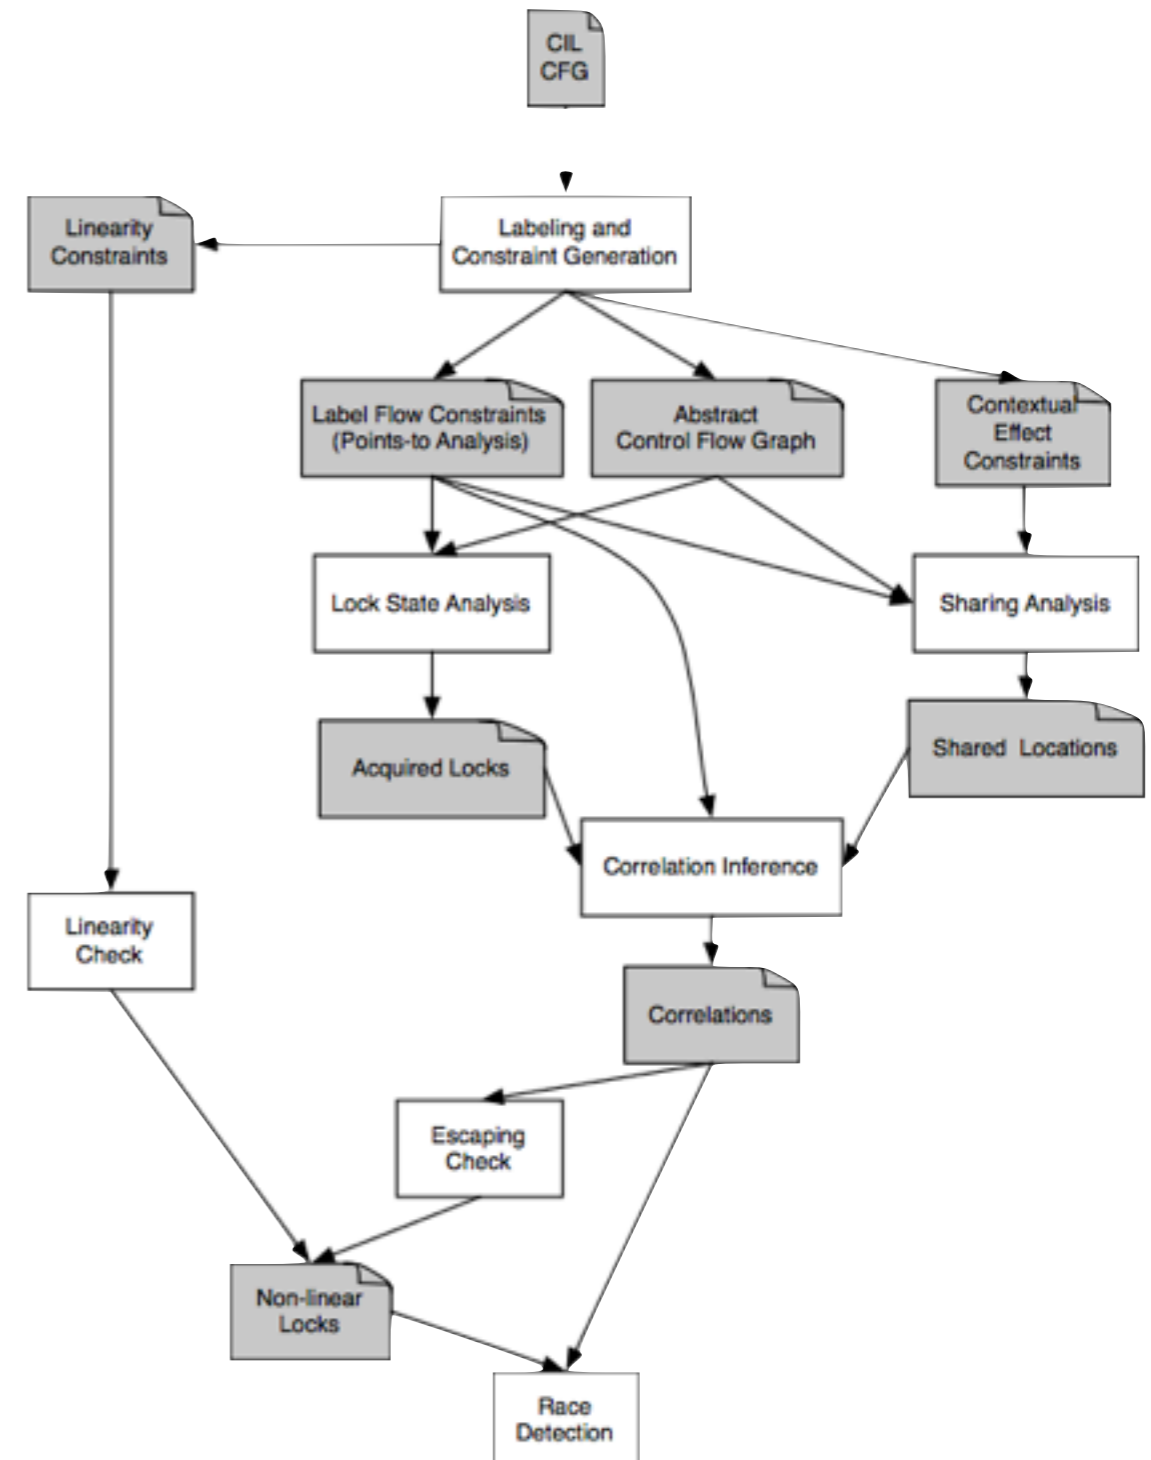 CIL
CFG
Linearity
Constraints
Labeling and
Constraint Generation
Label Flow Constraints
(Points-to Analysis)
Abstract
Control Flow Graph
Contextual
Effect
Constraints
Lock State Analysis
Sharing Analysis
Acquired Locks
Shared Locations
Correlation Inference
Linearity
Check
Correlations
Escaping
Check
Non-linear
Locks
Race
Detection